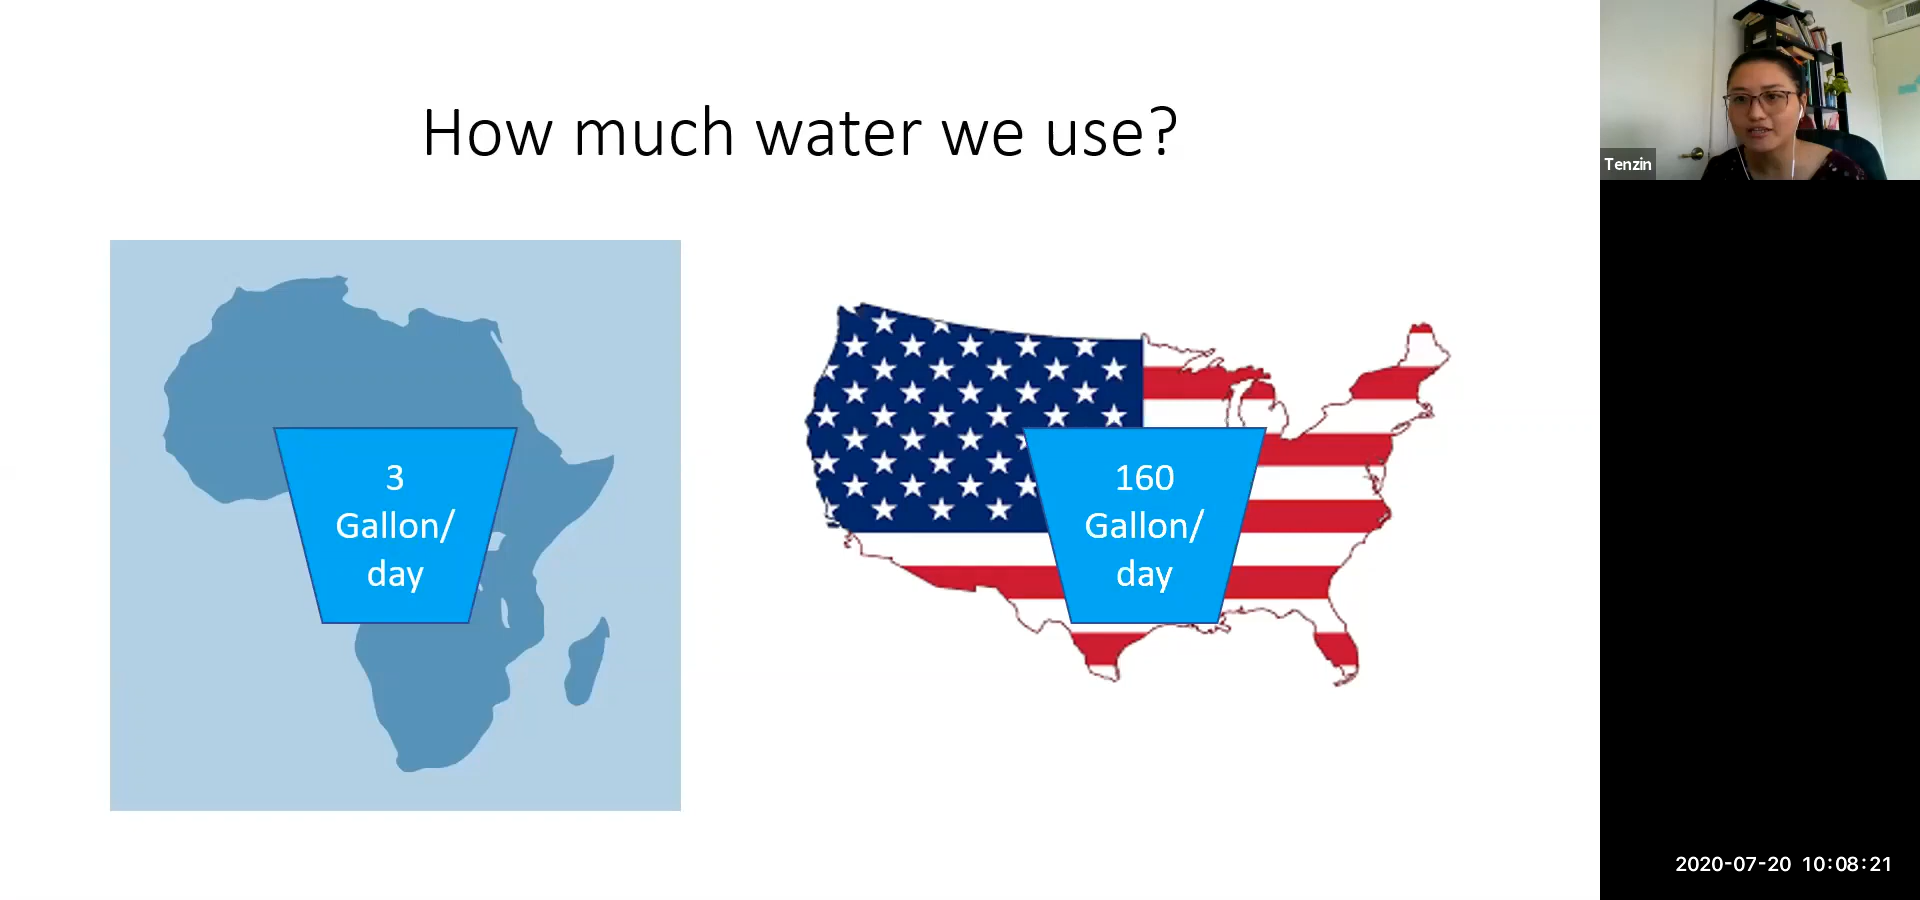 How much water we use?
3
Gallon/
day
160
Gallon/
day
Tenzin
2020-07-20 10:08:21